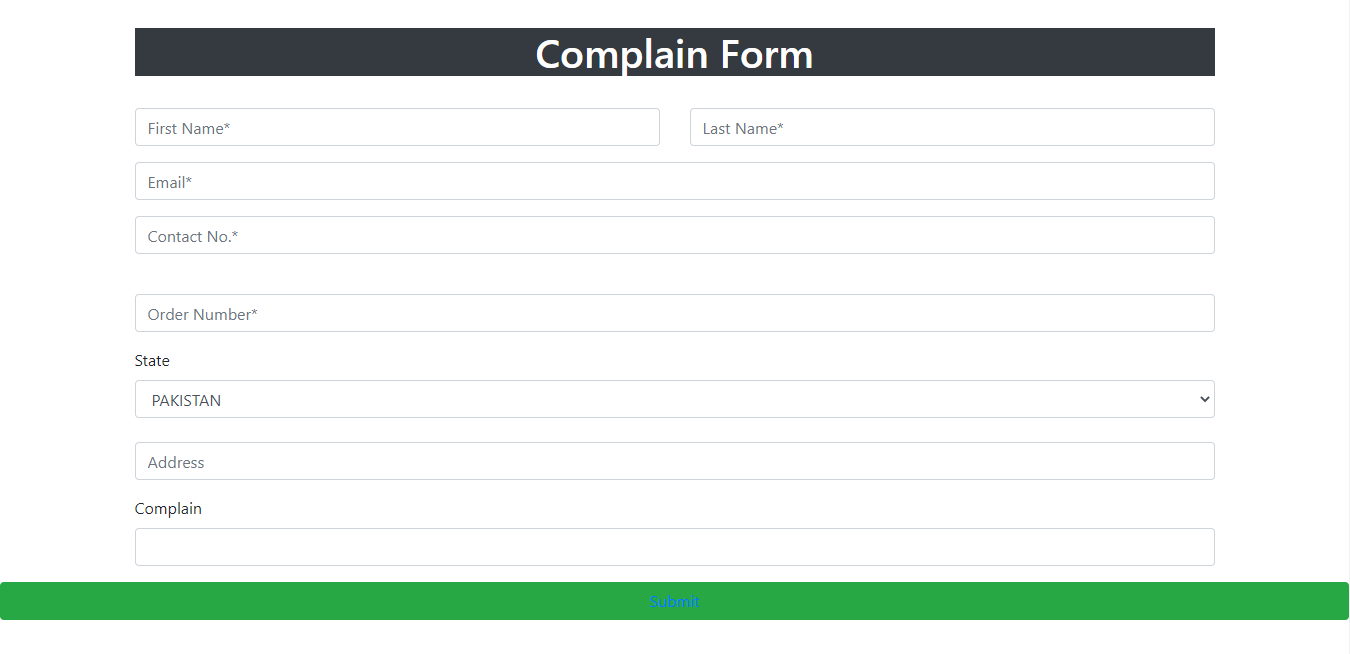 Complain Form
First Name* Last Name*
Email*
Contact No.*
Order Number*
State
PAKISTAN
Address
Complain
Submit